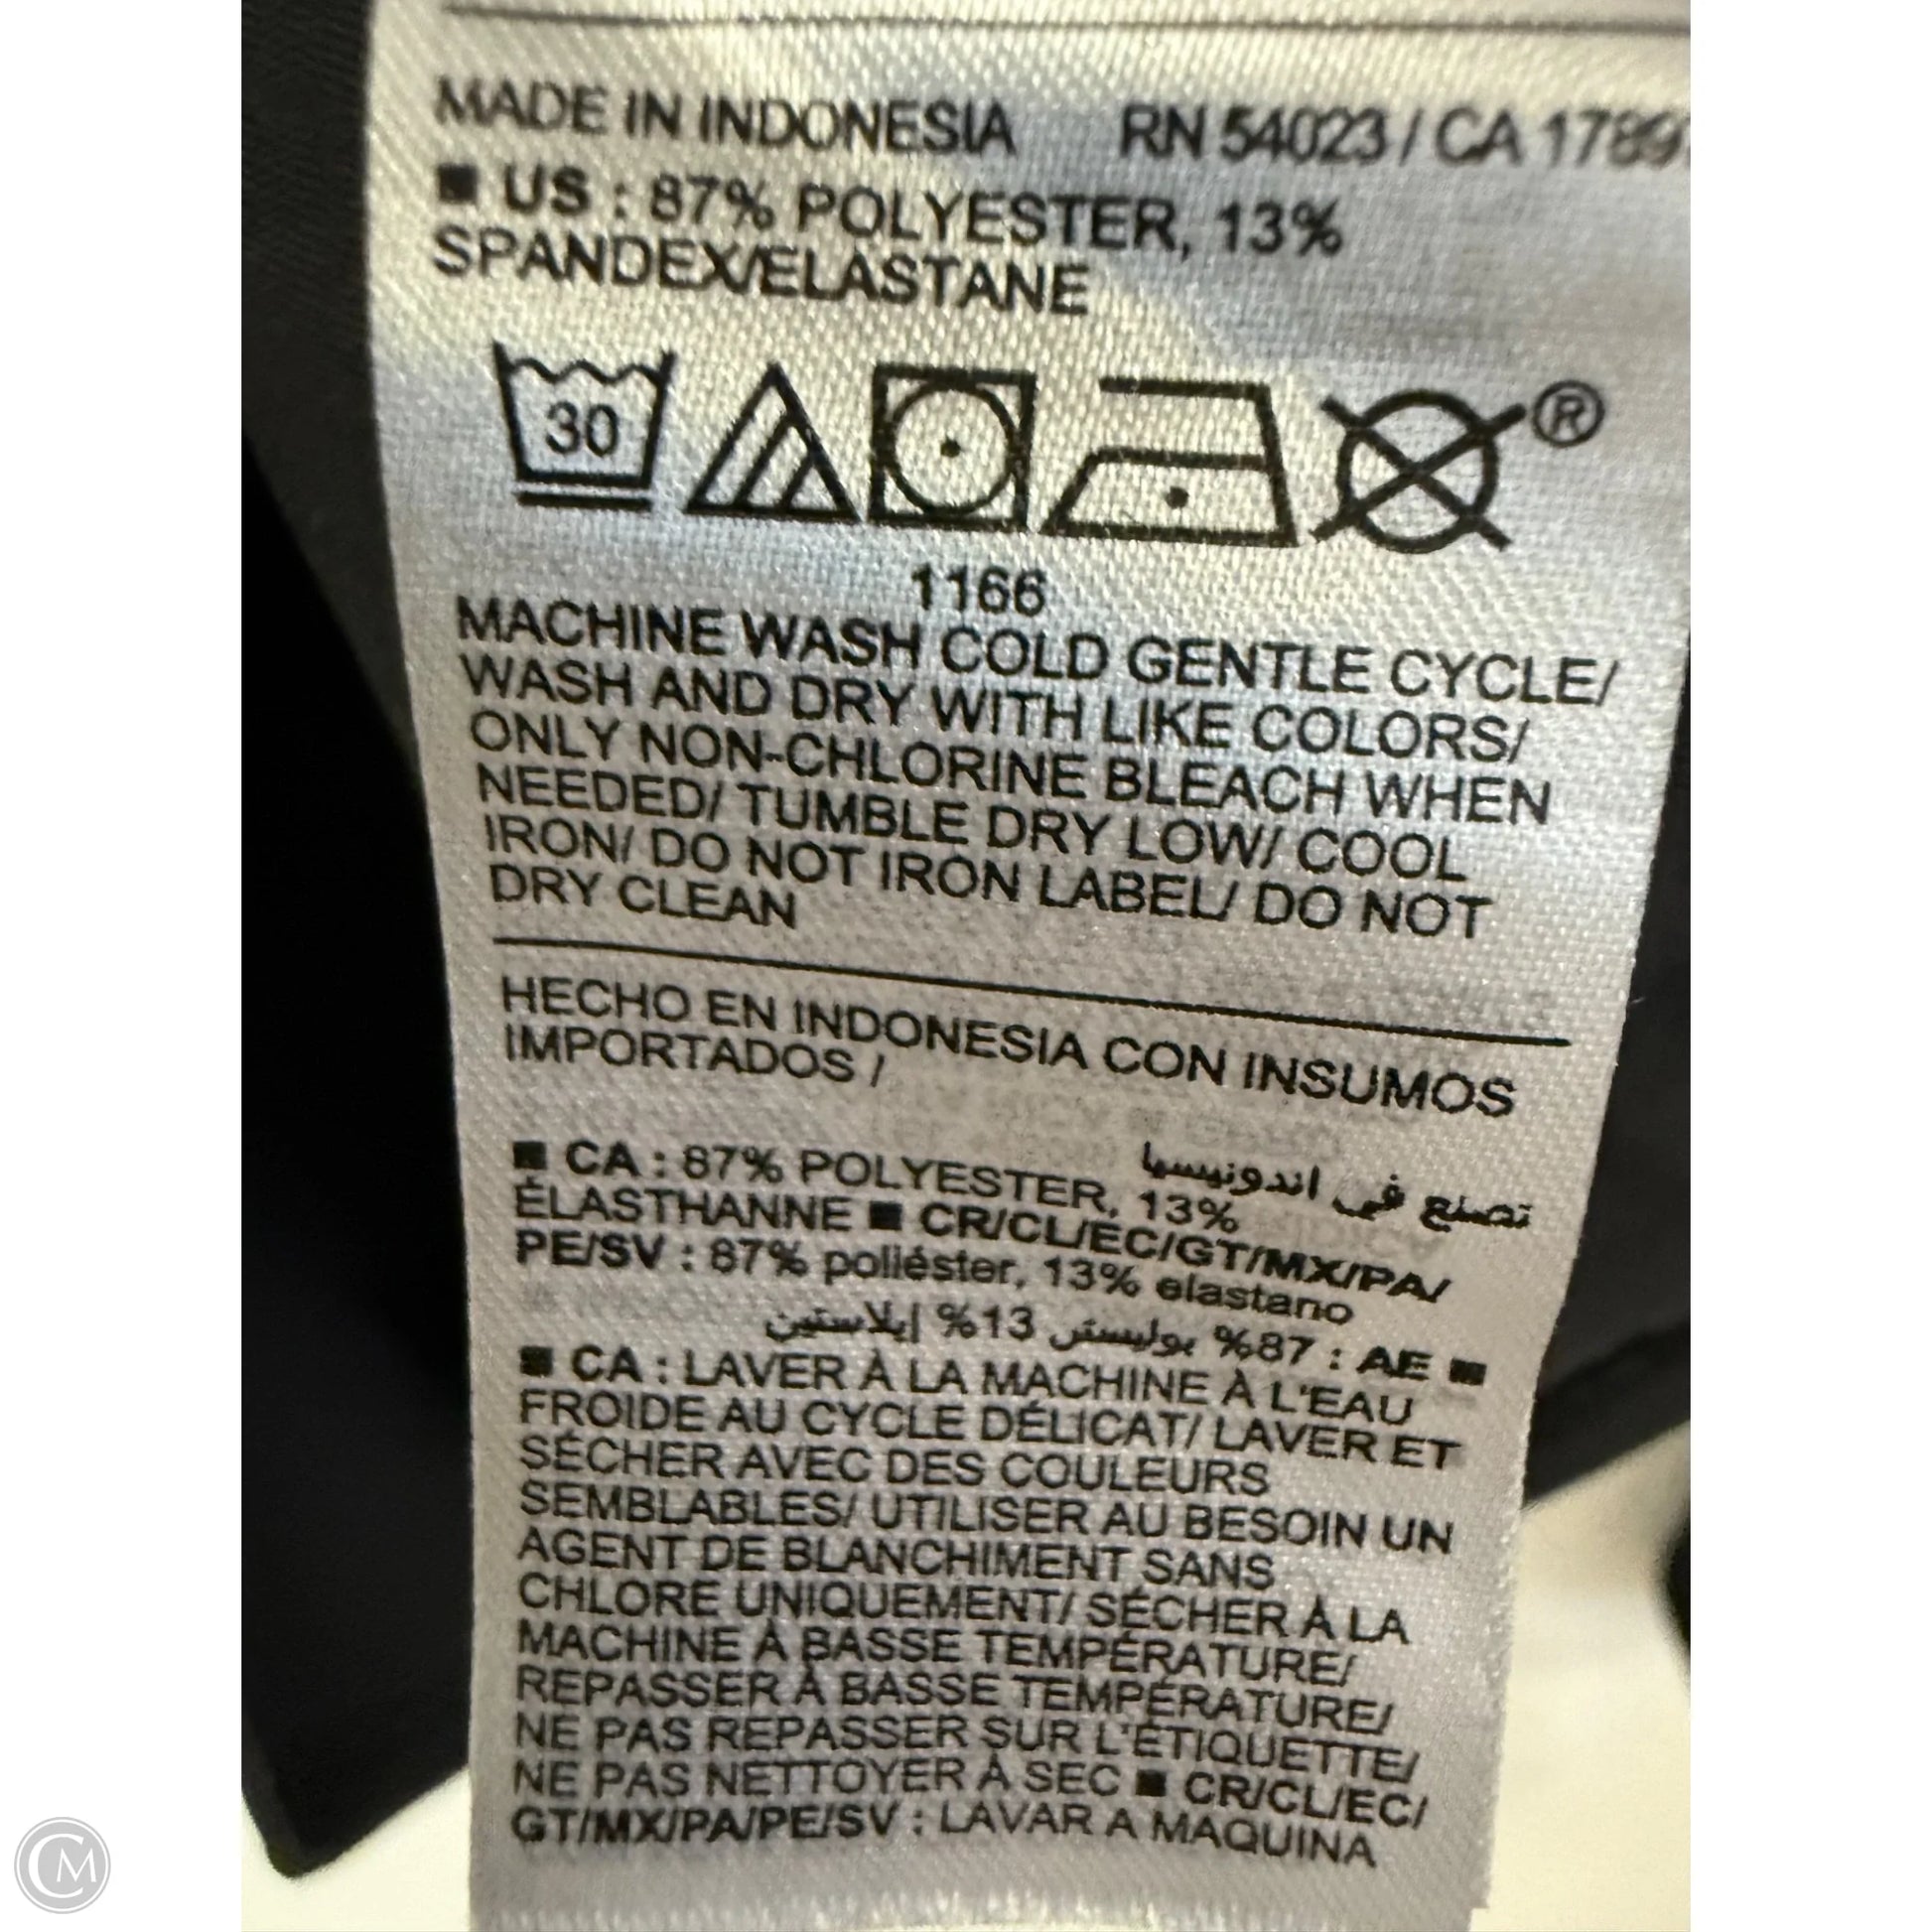 MADE IN INDONESIA RN 54023 / CA 1789
■ US : 87% POLYESTER, 13%
SPANDEX/ELASTANE
30
®
1166
MACHINE WASH COLD GENTLE CYCLE/
WASH AND DRY WITH LIKE COLORS/
ONLY NON-CHLORINE BLEACH WHEN
NEEDED/ TUMBLE DRY LOW/ COOL
IRON/ DO NOT IRON LABEL/ DO NOT
DRY CLEAN
HECHO EN INDONESIA CON INSUMOS
IMPORTADOS /
تصنع في اندونيسيا
■ CA : 87% POLYESTER, 13%
ÉLASTHANNE ■ CR/CL/EC/GT/MX/PA/
PE/SV : 87% poliéster, 13% elastano
■ AE : 87% بوليستر 13% إيلاستين
■ CA : LAVER À LA MACHINE À L'EAU
FROIDE AU CYCLE DÉLICAT/ LAVER ET
SÉCHER AVEC DES COULEURS
SEMBLABLES/ UTILISER AU BESOIN UN
AGENT DE BLANCHIMENT SANS
CHLORE UNIQUEMENT/ SÉCHER À LA
MACHINE À BASSE TEMPÉRATURE/
REPASSER À BASSE TEMPÉRATURE/
NE PAS REPASSER SUR L'ÉTIQUETTE/
NE PAS NETTOYER À SEC ■ CR/CL/EC/
GT/MX/PA/PE/SV : LAVAR A MAQUINA
CM